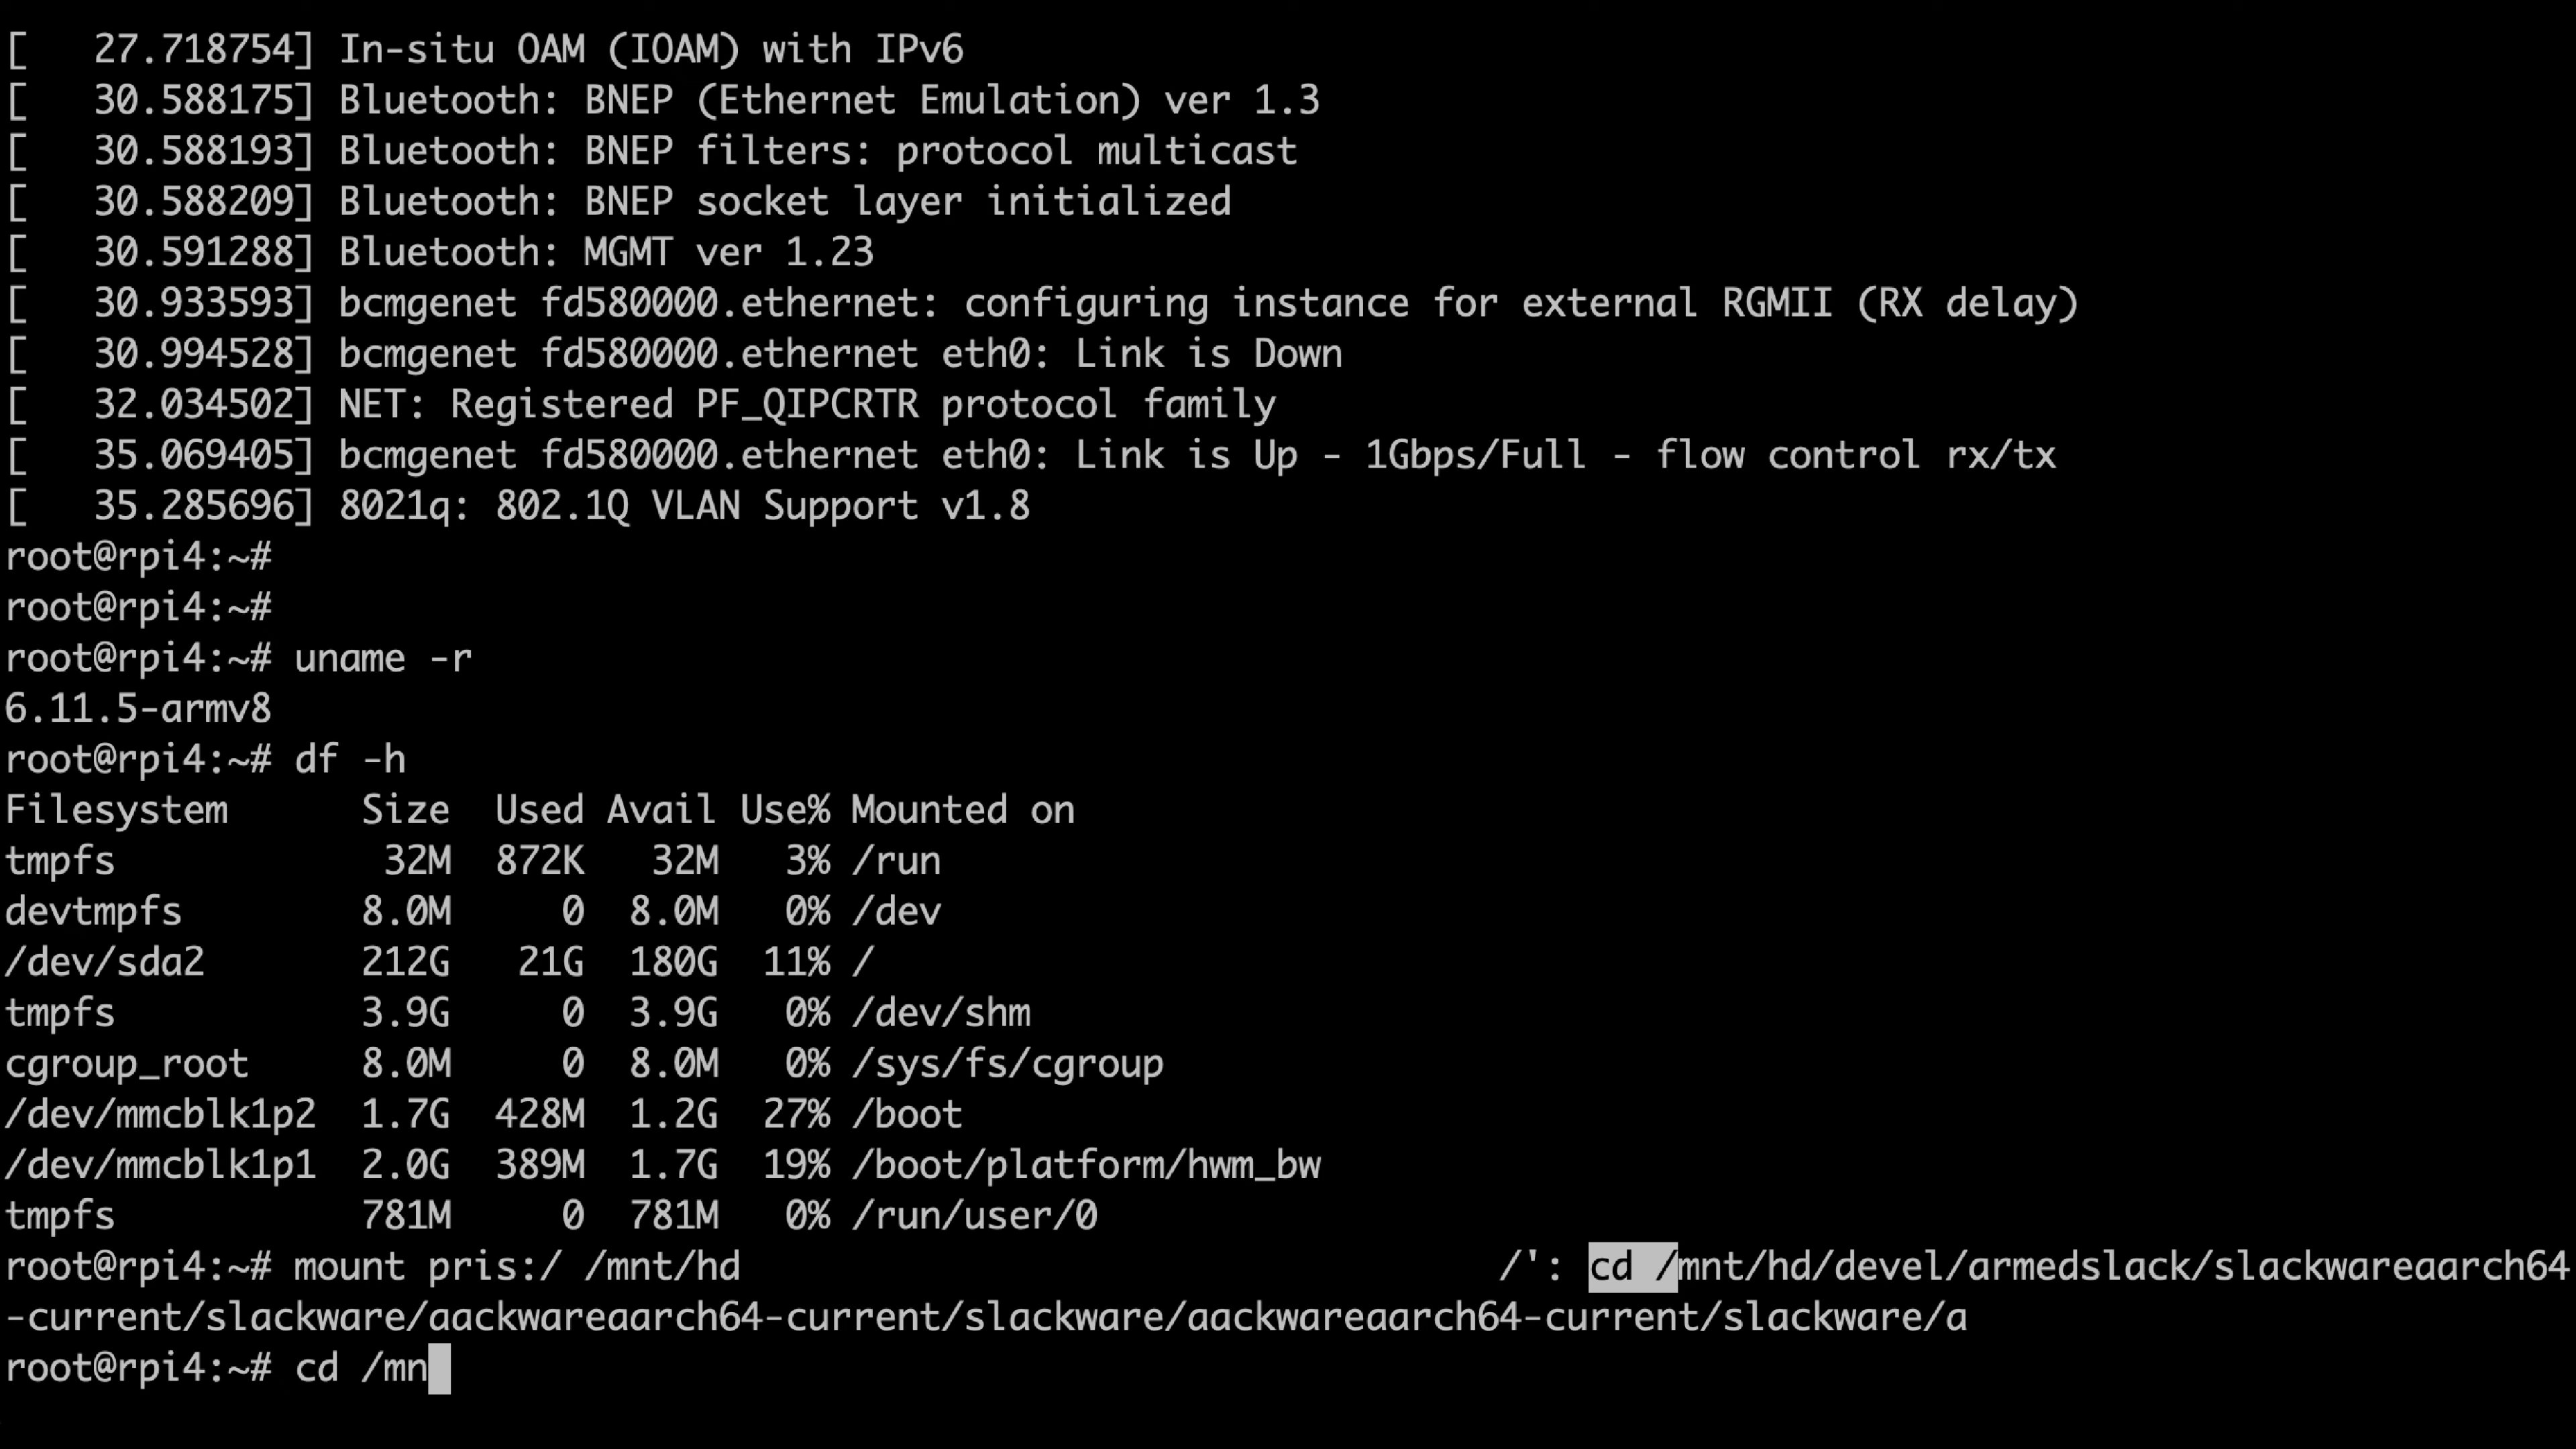 [   27.718754] In-situ OAM (IOAM) with IPv6
[   30.588175] Bluetooth: BNEP (Ethernet Emulation) ver 1.3
[   30.588193] Bluetooth: BNEP filters: protocol multicast
[   30.588209] Bluetooth: BNEP socket layer initialized
[   30.591288] Bluetooth: MGMT ver 1.23
[   30.933593] bcmgenet fd580000.ethernet: configuring instance for external RGMII (RX delay)
[   30.994528] bcmgenet fd580000.ethernet eth0: Link is Down
[   32.034502] NET: Registered PF_QIPCRTR protocol family
[   35.069405] bcmgenet fd580000.ethernet eth0: Link is Up - 1Gbps/Full - flow control rx/tx
[   35.285696] 8021q: 802.1Q VLAN Support v1.8
root@rpi4:~#
root@rpi4:~#
root@rpi4:~# uname -r
6.11.5-armv8
root@rpi4:~# df -h
Filesystem      Size  Used Avail Use% Mounted on
tmpfs            32M  872K   32M   3% /run
devtmpfs        8.0M     0  8.0M   0% /dev
/dev/sda2       212G   21G  180G  11% /
tmpfs           3.9G     0  3.9G   0% /dev/shm
cgroup_root     8.0M     0  8.0M   0% /sys/fs/cgroup
/dev/mmcblk1p2  1.7G  428M  1.2G  27% /boot
/dev/mmcblk1p1  2.0G  389M  1.7G  19% /boot/platform/hwm_bw
tmpfs           781M     0  781M   0% /run/user/0
root@rpi4:~# mount pris:/ /mnt/hd                                  /': cd /mnt/hd/devel/armedslack/slackwareaarch64
-current/slackware/aackwareaarch64-current/slackware/aackwareaarch64-current/slackware/a
root@rpi4:~# cd /mn